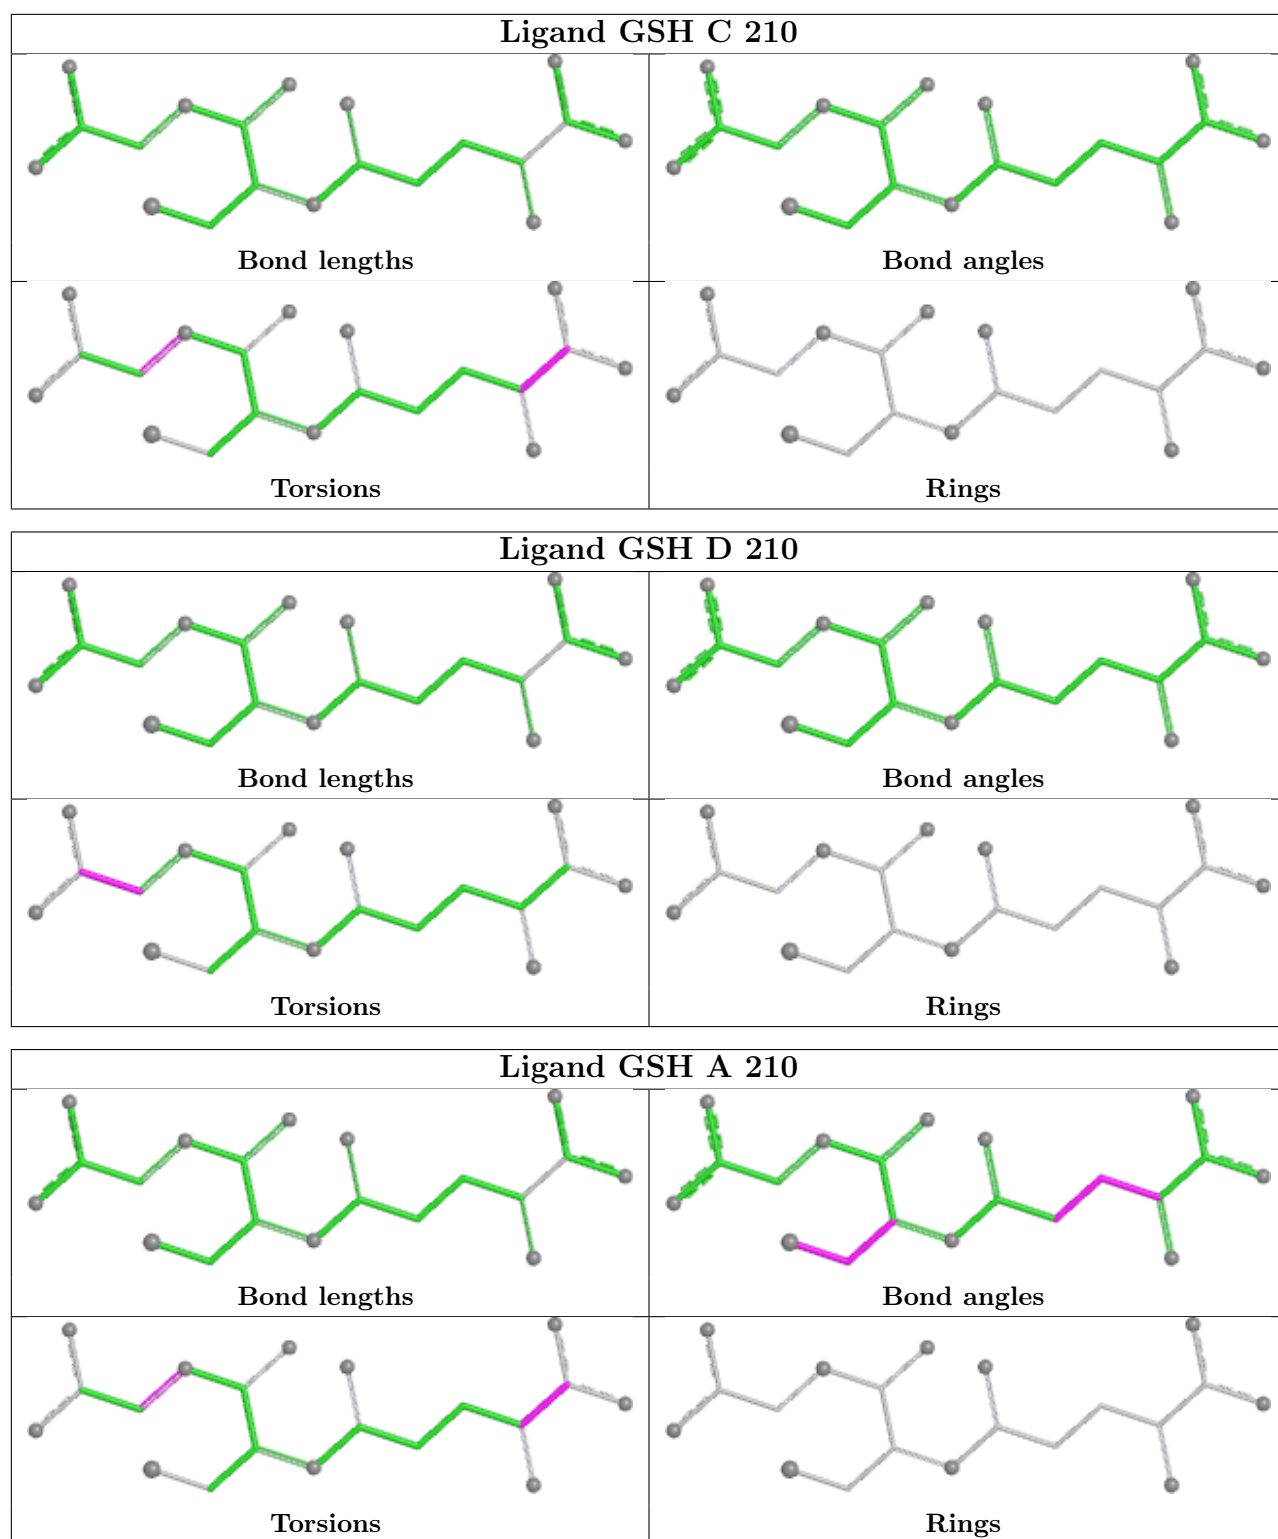 Ligand GSH C 210
Bond lengths
Bond angles
Torsions
Rings
Ligand GSH D 210
Bond lengths
Bond angles
Torsions
Rings
Ligand GSH A 210
Bond lengths
Bond angles
Torsions
Rings